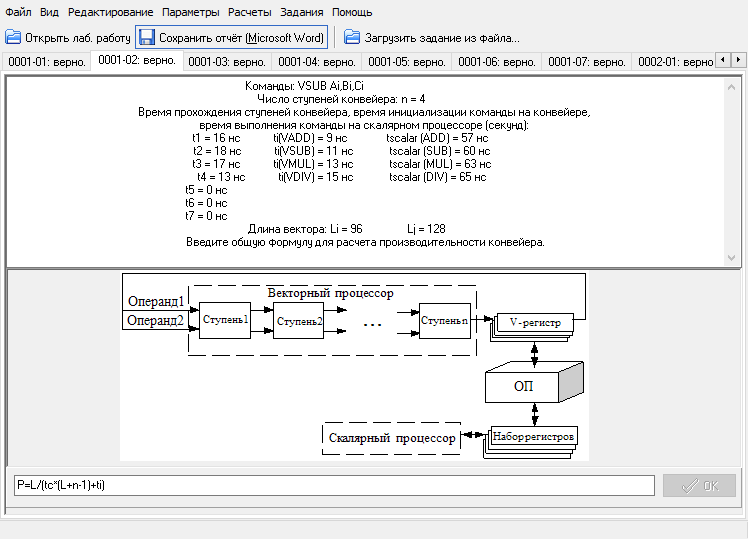 Файл Вид Редактирование Параметры Расчеты Задания Помощь
Открыть лаб. работу Сохранить отчёт (Microsoft Word) Загрузить задание из файла...
0001-01: верно. 0001-02: верно. 0001-03: верно. 0001-04: верно. 0001-05: верно. 0001-06: верно. 0001-07: верно. 0002-01: верно.
Команды: VSUB Ai,Bi,Ci
Число ступеней конвейера: n = 4
Время прохождения ступеней конвейера, время инициализации команды на конвейере,
время выполнения команды на скалярном процессоре (секунд):
t1 = 16 нс ti(VADD) = 9 нс tscalar (ADD) = 57 нс
t2 = 18 нс ti(VSUB) = 11 нс tscalar (SUB) = 60 нс
t3 = 17 нс ti(VMUL) = 13 нс tscalar (MUL) = 63 нс
t4 = 13 нс ti(VDIV) = 15 нс tscalar (DIV) = 65 нс
t5 = 0 нс
t6 = 0 нс
t7 = 0 нс
Длина вектора: Li = 96 Lj = 128
Введите общую формулу для расчета производительности конвейера.
Векторный процессор
Операнд1
Операнд2
Ступень1 Ступень2 ... Ступеньn
V-регистр
ОП
Скалярный процессор
Наборрегистров
P=L/(tc*(L+n-1)+ti)
OK